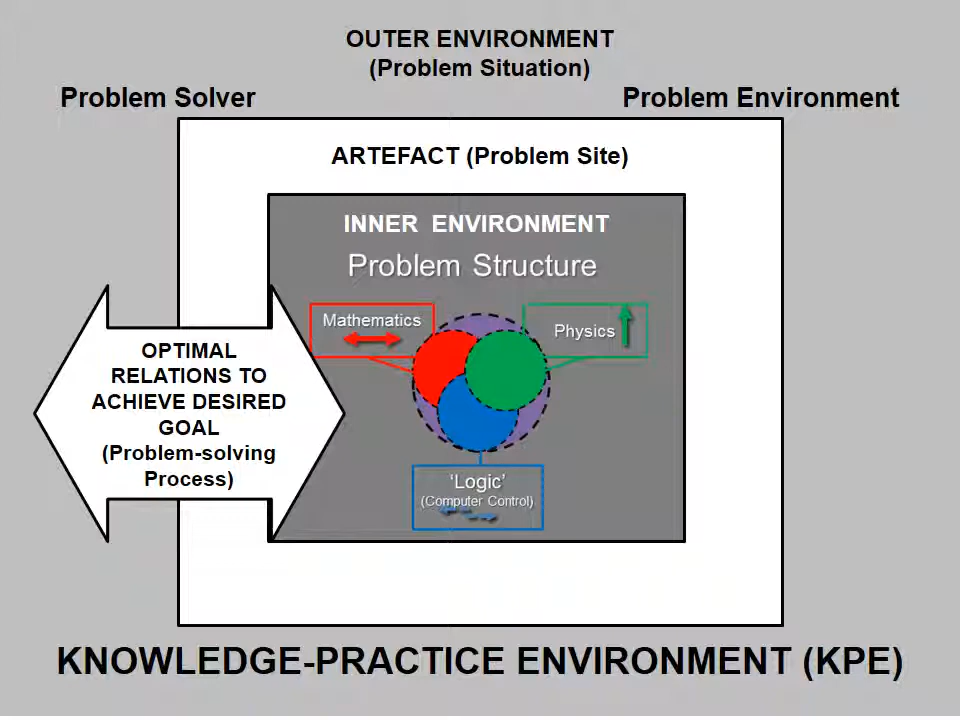 OUTER ENVIRONMENT
(Problem Situation)
Problem Solver
Problem Environment
ARTEFACT (Problem Site)
INNER ENVIRONMENT
Problem Structure
Mathematics
Physics
OPTIMAL
RELATIONS TO
ACHIEVE DESIRED
GOAL
(Problem-solving
Process)
‘Logic’
(Computer Control)
KNOWLEDGE-PRACTICE ENVIRONMENT (KPE)